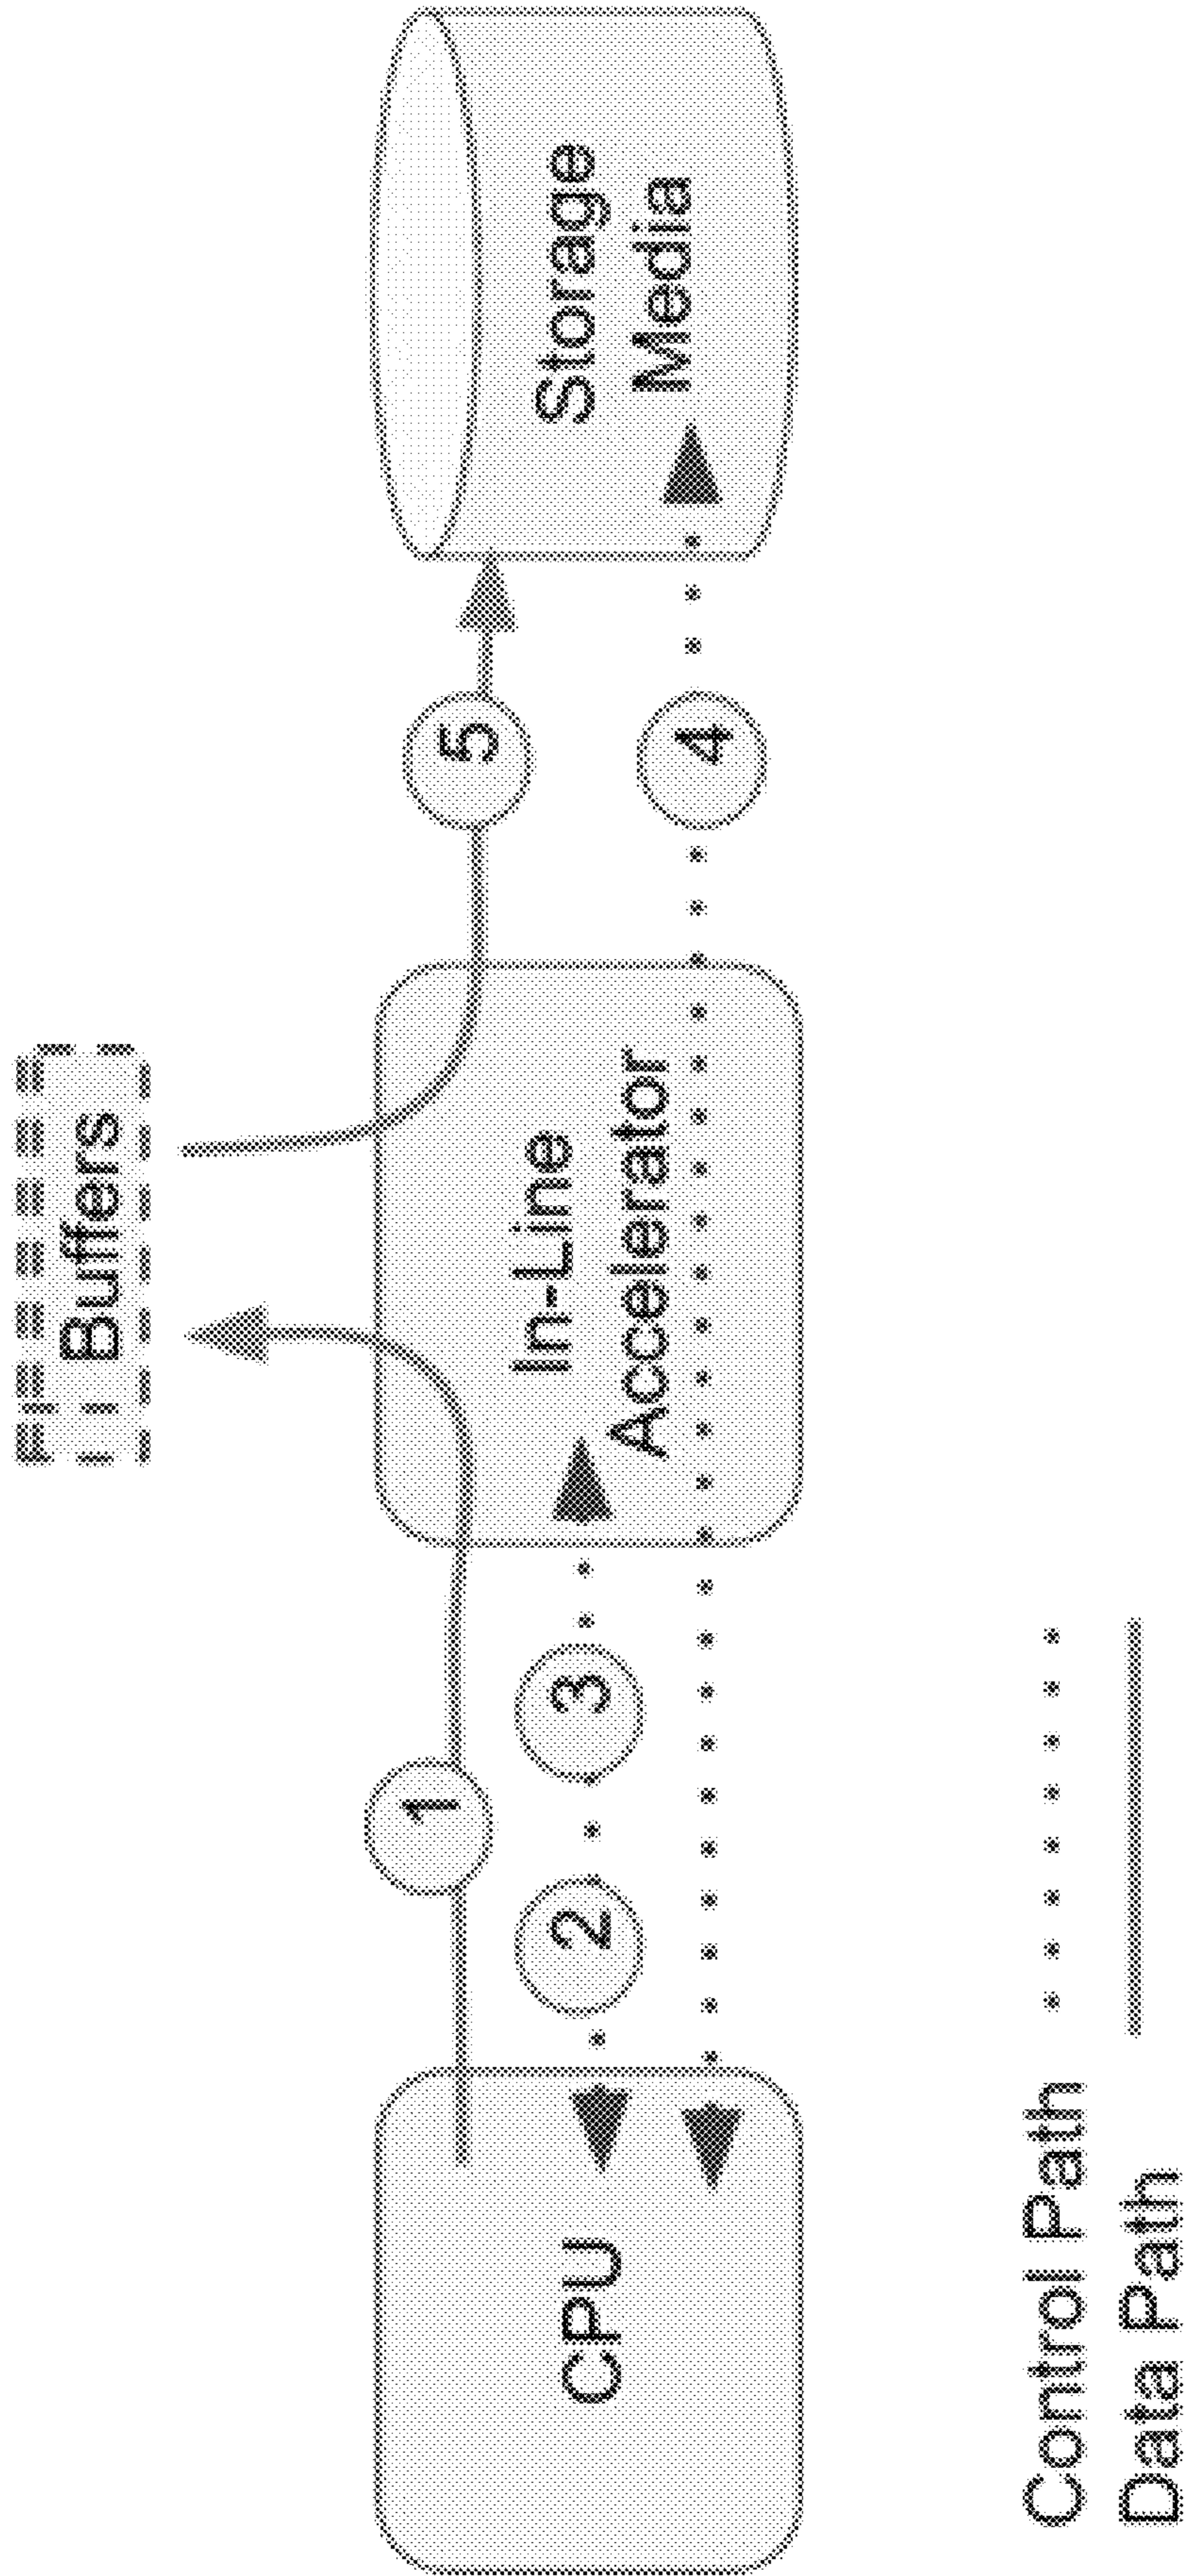 Buffers
1
5
CPU
2
3
In-Line
Accelerator
Storage
Media
4
Control Path
Data Path